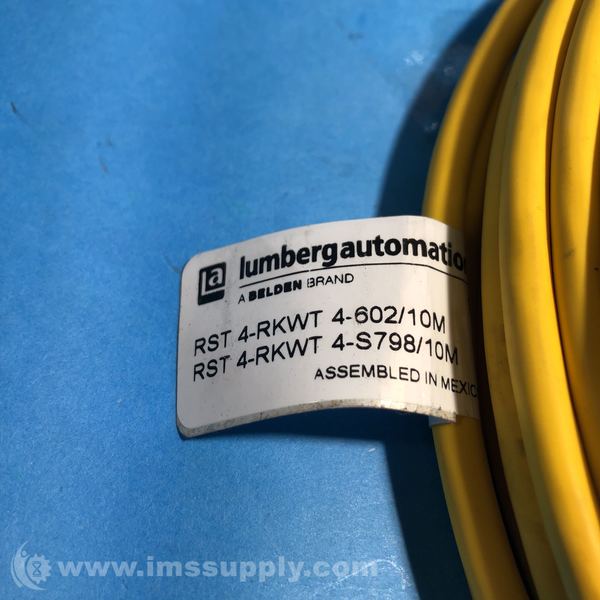 la lumbergautomatio
A BELDEN BRAND
RST 4-RKWT 4-602/10M
RST 4-RKWT 4-S798/10M
ASSEMBLED IN MEXIC
www.imssupply.com